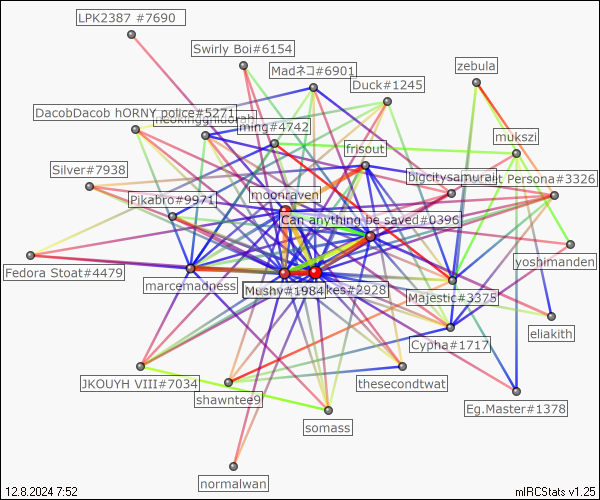 LPK2387 #7690
Swirly Boi#6154
Madネコ#6901
zebula
Duck#1245
DacobDacob hORNY police#5271
ming#4742
mukszi
frisout
Silver#7938
bigcitysamurai
Persona#3326
moonraven
Pikabro#9971
Can anything be saved#0396
yoshimanden
Fedora Stoat#4479
marcemadness
Mushy#1984
kes#2928
Majestic#3375
eliakith
Cypha#1717
JKOUYH VIII#7034
thesecondtwat
shawntee9
Eg.Master#1378
somass
normalwan
12.8.2024 7:52
mIRCStats v1.25